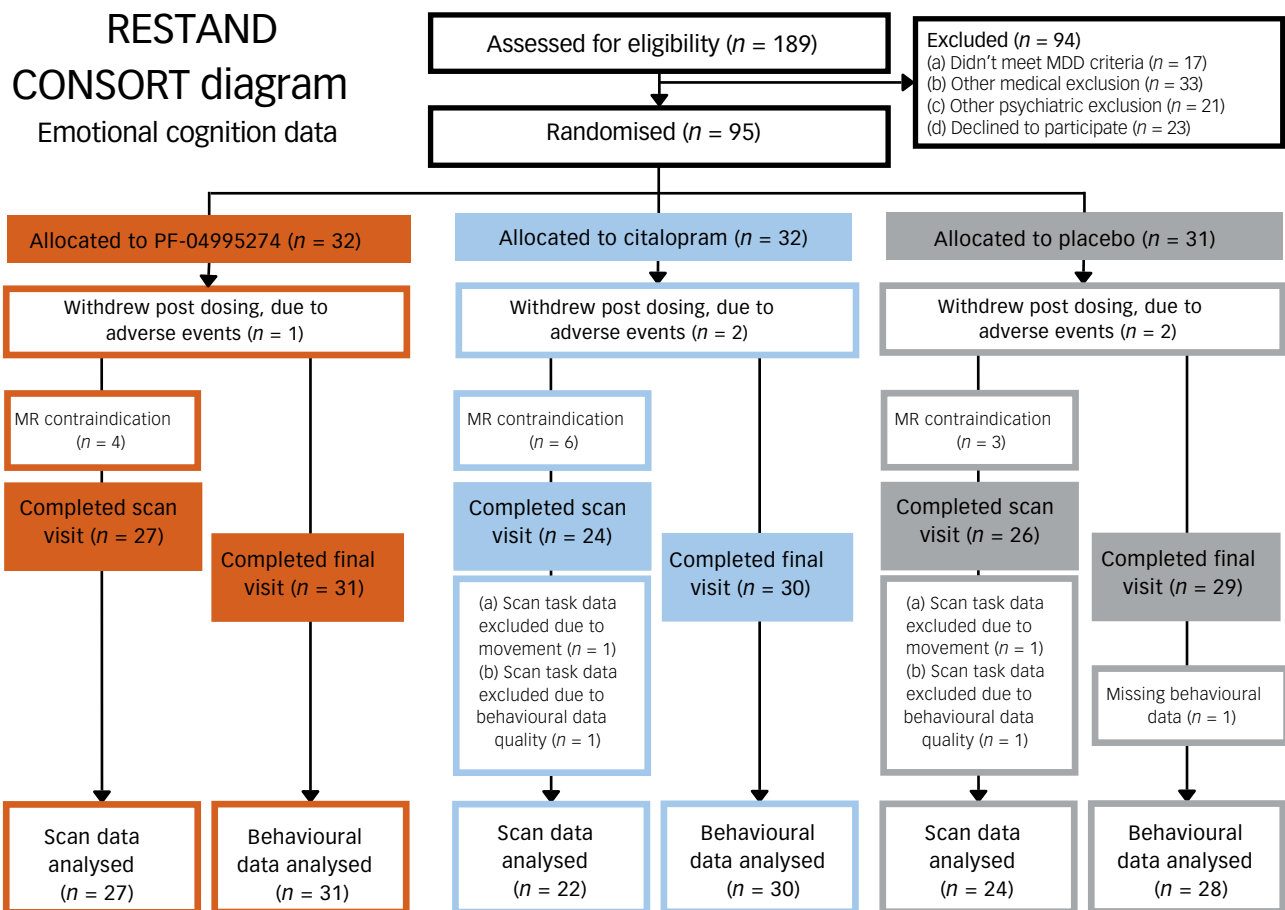 RESTAND
CONSORT diagram
Emotional cognition data
Assessed for eligibility (n = 189)
Excluded (n = 94)
(a) Didn't meet MDD criteria (n = 17)
(b) Other medical exclusion (n = 33)
(c) Other psychiatric exclusion (n = 21)
(d) Declined to participate (n = 23)
Randomised (n = 95)
Allocated to PF-04995274 (n = 32)
Withdrew post dosing, due to
adverse events (n = 1)
MR contraindication
(n = 4)
Completed scan
visit (n = 27)
Completed final
visit (n = 31)
Scan data
analysed
(n = 27)
Behavioural
data analysed
(n = 31)
Allocated to citalopram (n = 32)
Withdrew post dosing, due to
adverse events (n = 2)
MR contraindication
(n = 6)
Completed scan
visit (n = 24)
Completed final
visit (n = 30)
(a) Scan task data
excluded due to
movement (n = 1)
(b) Scan task data
excluded due to
behavioural data
quality (n = 1)
Scan data
analysed
(n = 22)
Behavioural
data analysed
(n = 30)
Allocated to placebo (n = 31)
Withdrew post dosing, due to
adverse events (n = 2)
MR contraindication
(n = 3)
Completed scan
visit (n = 26)
Completed final
visit (n = 29)
(a) Scan task data
excluded due to
movement (n = 1)
(b) Scan task data
excluded due to
behavioural data
quality (n = 1)
Missing behavioural
data (n = 1)
Scan data
analysed
(n = 24)
Behavioural
data analysed
(n = 28)